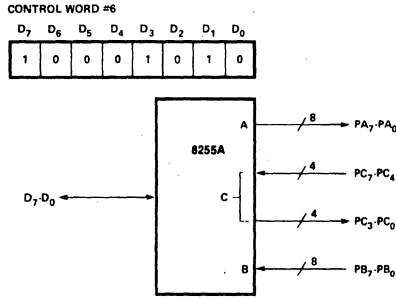 CONTROL WORD #6
D7 D6 D5 D4 D3 D2 D1 D0
1 0 0 0 1 0 1 0
A 8 PA7-PA0
8255A
4 PC7-PC4
D7-D0 C
4 PC3-PC0
B 8 PB7-PB0